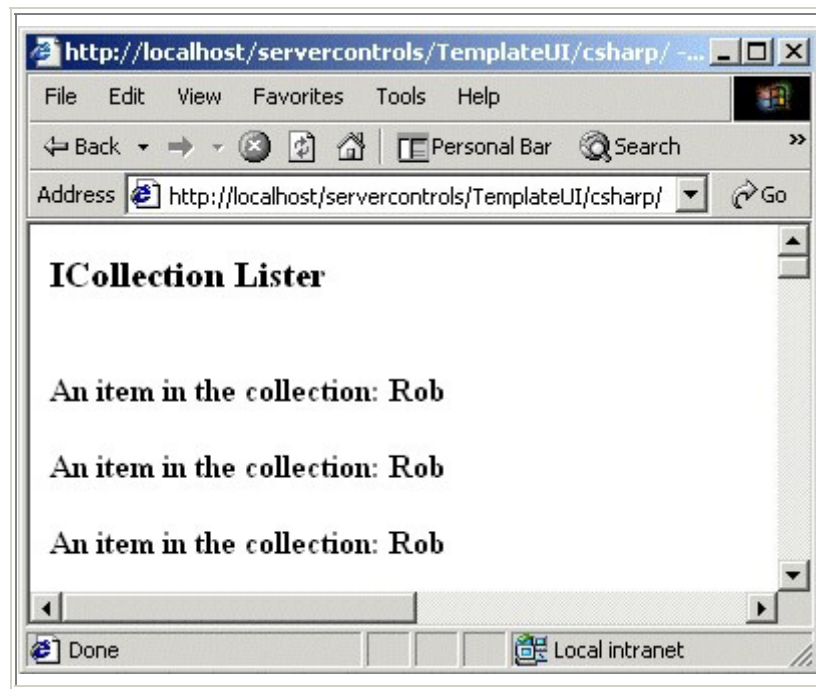 http://localhost/servercontrols/TemplateUI/csharp/ -...
File Edit View Favorites Tools Help
Back Personal Bar Search »
Address http://localhost/servercontrols/TemplateUI/csharp/ Go
ICollection Lister
An item in the collection: Rob
An item in the collection: Rob
An item in the collection: Rob
Done Local intranet